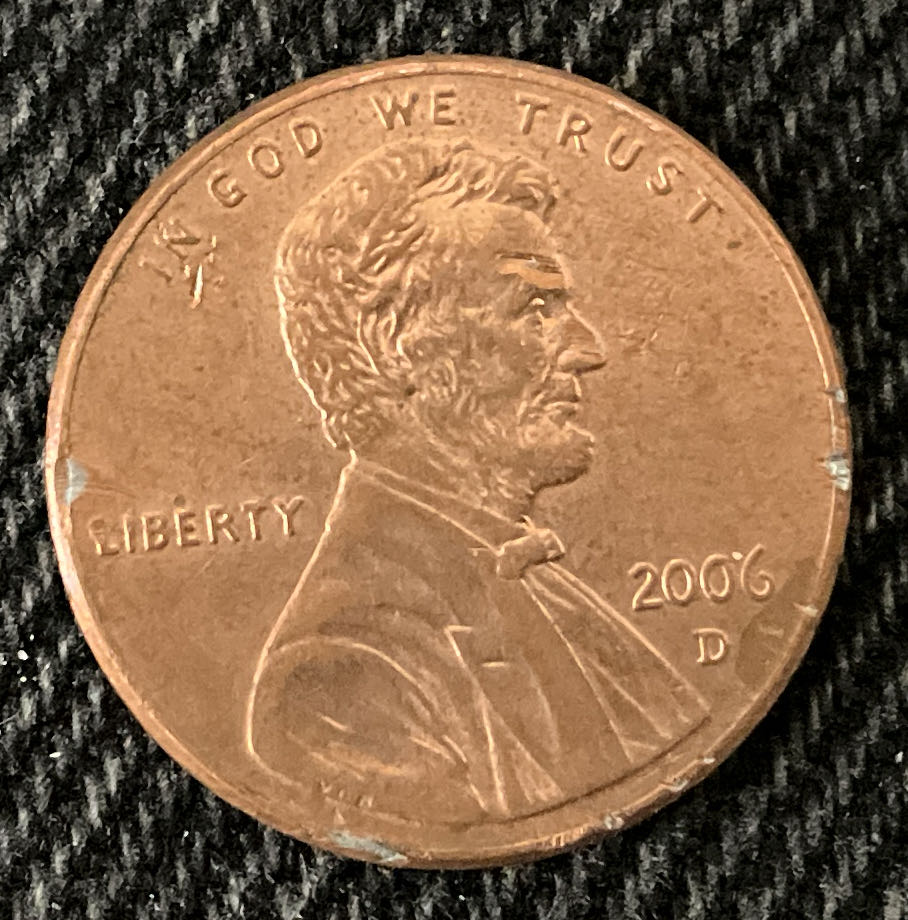 IN GOD WE TRUST
LIBERTY
2006
D